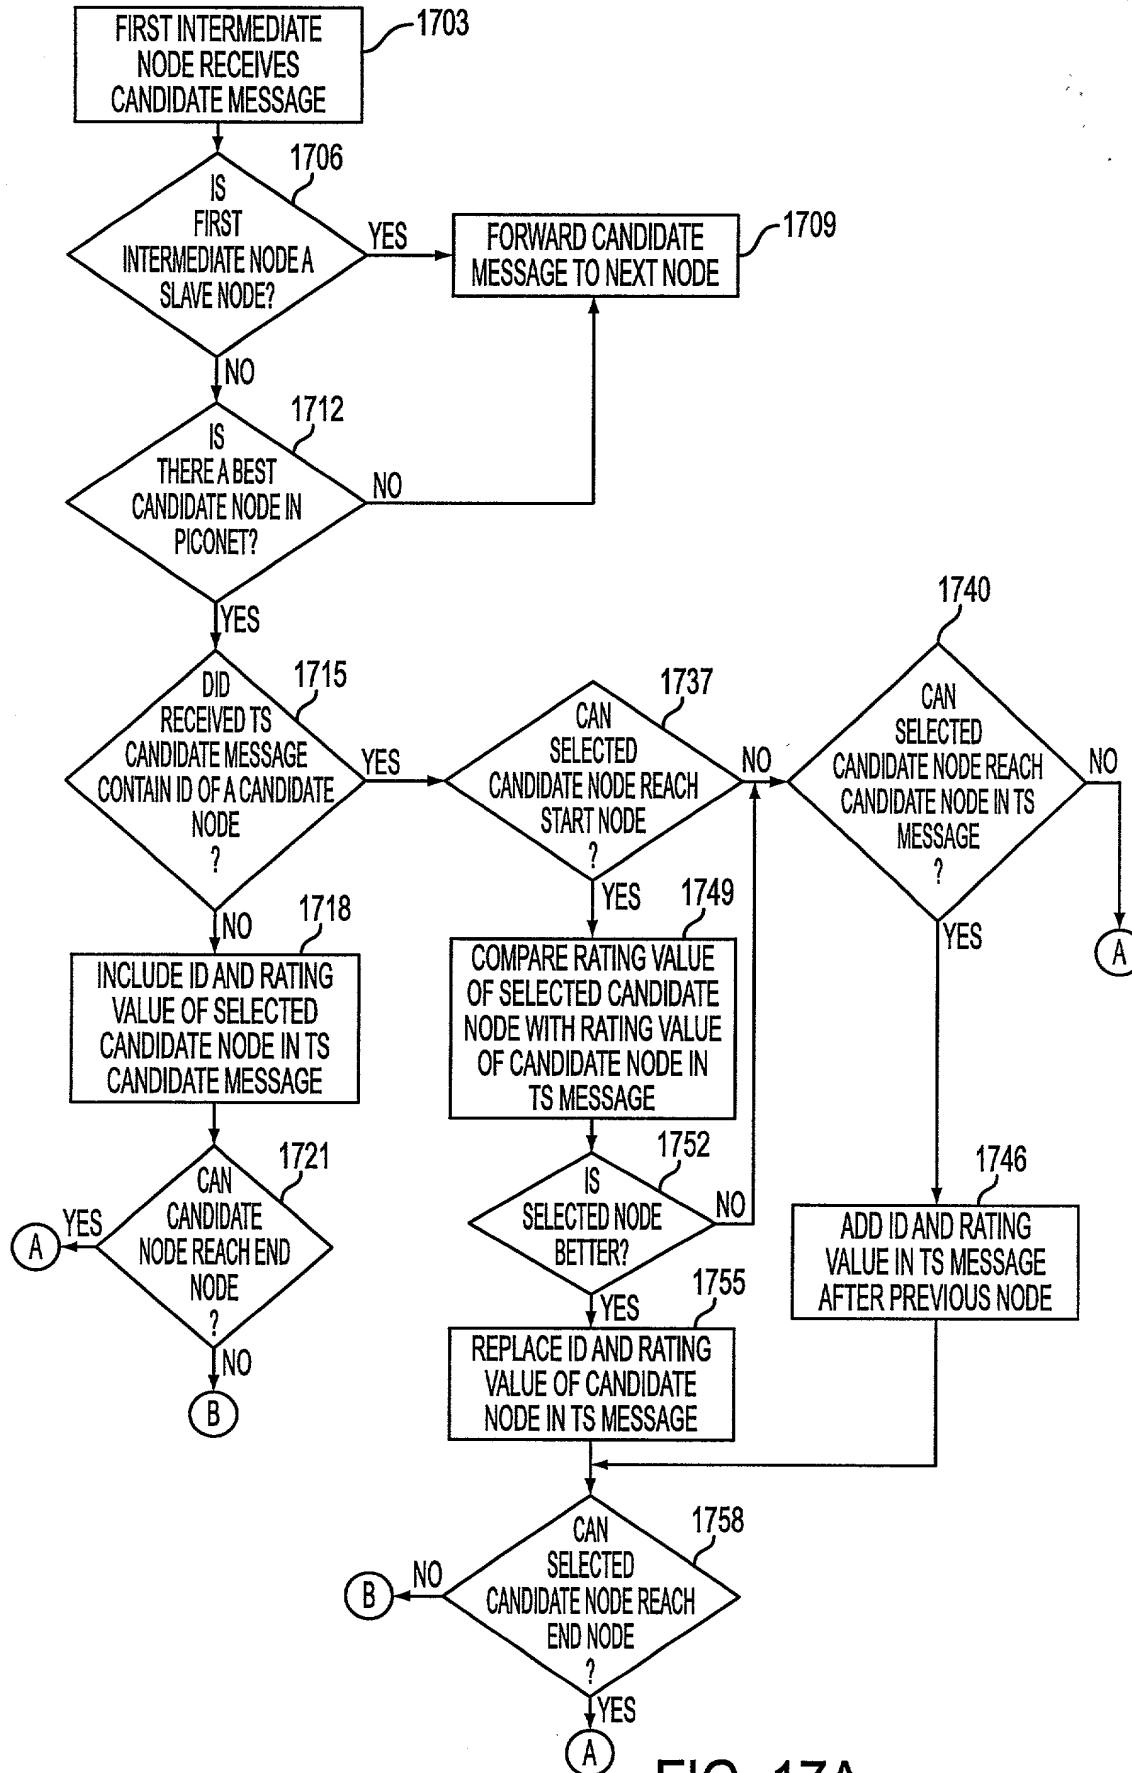 FIRST INTERMEDIATE
NODE RECEIVES
CANDIDATE MESSAGE
1703
IS
FIRST
INTERMEDIATE NODE A
SLAVE NODE?
1706
YES
FORWARD CANDIDATE
MESSAGE TO NEXT NODE
1709
NO
IS
THERE A BEST
CANDIDATE NODE IN
PICONET?
1712
NO
YES
DID
RECEIVED TS
CANDIDATE MESSAGE
CONTAIN ID OF A CANDIDATE
NODE
?
1715
YES
CAN
SELECTED
CANDIDATE NODE REACH
START NODE
?
1737
NO
CAN
SELECTED
CANDIDATE NODE REACH
CANDIDATE NODE IN TS
MESSAGE
?
1740
NO
A
NO
INCLUDE ID AND RATING
VALUE OF SELECTED
CANDIDATE NODE IN TS
CANDIDATE MESSAGE
1718
YES
COMPARE RATING VALUE
OF SELECTED CANDIDATE
NODE WITH RATING VALUE
OF CANDIDATE NODE IN
TS MESSAGE
1749
YES
CAN
CANDIDATE
NODE REACH END
NODE
?
1721
YES
A
NO
B
IS
SELECTED NODE
BETTER?
1752
NO
ADD ID AND RATING
VALUE IN TS MESSAGE
AFTER PREVIOUS NODE
1746
YES
REPLACE ID AND RATING
VALUE OF CANDIDATE
NODE IN TS MESSAGE
1755
CAN
SELECTED
CANDIDATE NODE REACH
END NODE
?
1758
NO
B
YES
A
FIG. 17A